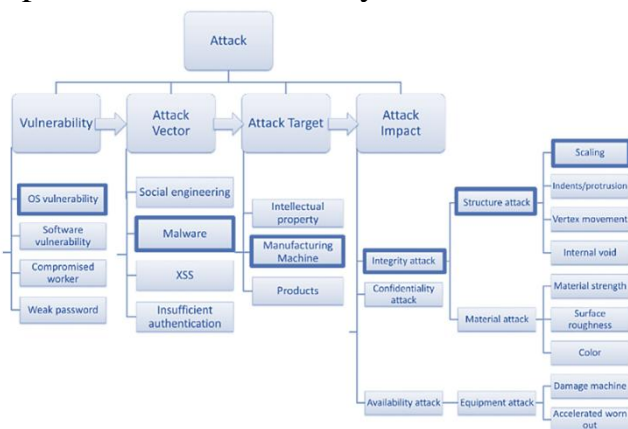 Attack
Vulnerability
Attack
Vector
Attack Target
Attack
Impact
OS vulnerability
Software
vulnerability
Compromised
worker
Weak password
Social engineering
Malware
XSS
Insufficient
authentication
Intellectual
property
Manufacturing
Machine
Products
Integrity attack
Confidentiality
attack
Availability attack
Structure attack
Material attack
Equipment attack
Scaling
Indents/protrusion
Vertex movement
Internal void
Material strength
Surface
roughness
Color
Damage machine
Accelerated worn
out